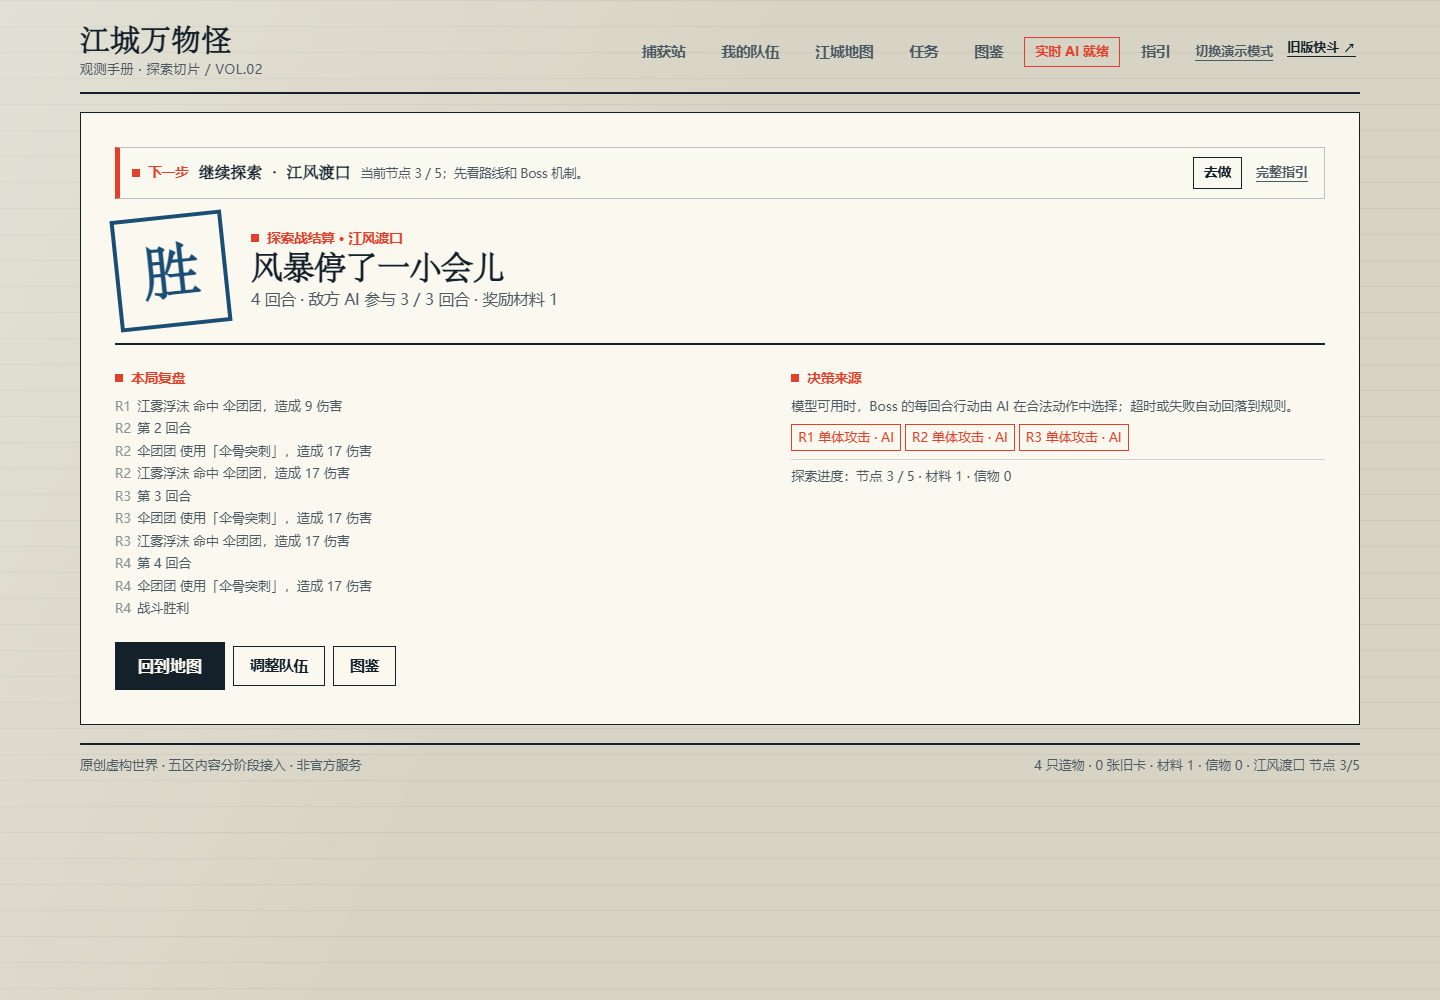 江城万物怪
观测手册 · 探索切片 / VOL.02
捕获站 我的队伍 江城地图 任务 图鉴 实时 AI 就绪 指引 切换演示模式 旧版快斗 ↗
下一步 继续探索 · 江风渡口 当前节点 3 / 5；先看路线和 Boss 机制。 去做 完整指引
胜
探索战结算 • 江风渡口
风暴停了一小会儿
4 回合 · 敌方 AI 参与 3 / 3 回合 · 奖励材料 1
本局复盘
R1 江雾浮沫 命中 伞团团，造成 9 伤害
R2 第 2 回合
R2 伞团团 使用「伞骨突刺」，造成 17 伤害
R2 江雾浮沫 命中 伞团团，造成 17 伤害
R3 第 3 回合
R3 伞团团 使用「伞骨突刺」，造成 17 伤害
R3 江雾浮沫 命中 伞团团，造成 17 伤害
R4 第 4 回合
R4 伞团团 使用「伞骨突刺」，造成 17 伤害
R4 战斗胜利
决策来源
模型可用时，Boss 的每回合行动由 AI 在合法动作中选择；超时或失败自动回落到规则。
R1 单体攻击 · AI R2 单体攻击 · AI R3 单体攻击 · AI
探索进度：节点 3 / 5 · 材料 1 · 信物 0
回到地图 调整队伍 图鉴
原创虚构世界 · 五区内容分阶段接入 · 非官方服务
4 只造物 · 0 张旧卡 · 材料 1 · 信物 0 · 江风渡口 节点 3/5